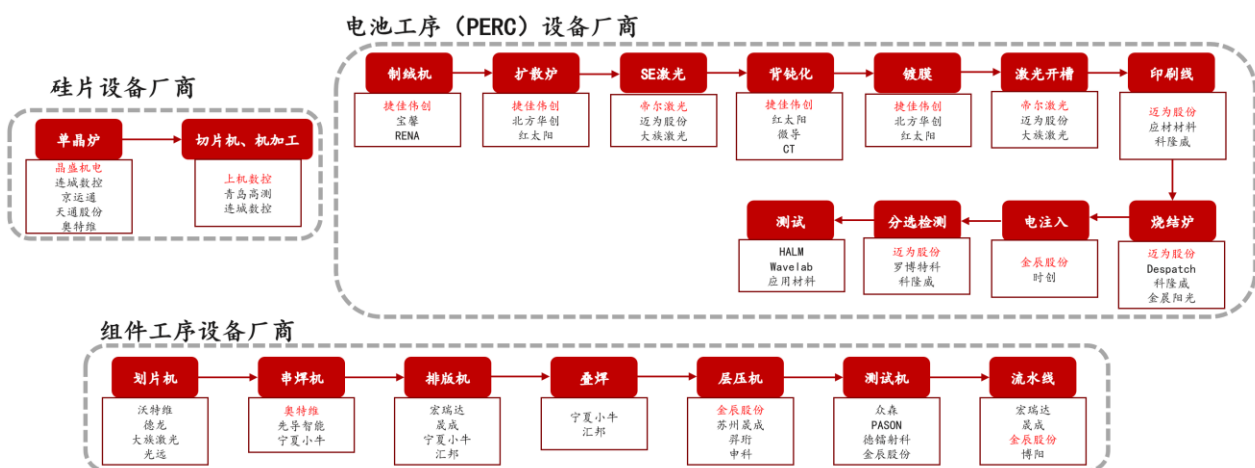 电池工序（PERC）设备厂商
制绒机
捷佳伟创
宝馨
RENA
扩散炉
捷佳伟创
北方华创
红太阳
SE激光
帝尔激光
迈为股份
大族激光
背钝化
捷佳伟创
红太阳
微导
CT
镀膜
捷佳伟创
北方华创
红太阳
激光开槽
帝尔激光
迈为股份
大族激光
印刷线
迈为股份
应材材料
科隆威
烧结炉
迈为股份
Despatch
科隆威
金晨阳光
电注入
金辰股份
时创
分选检测
迈为股份
罗博特科
科隆威
测试
HALM
Wavelab
应用材料
硅片设备厂商
单晶炉
晶盛机电
连城数控
京运通
天通股份
奥特维
切片机、机加工
上机数控
青岛高测
连城数控
组件工序设备厂商
划片机
沃特维
德龙
大族激光
光远
串焊机
奥特维
先导智能
宁夏小牛
排版机
宏瑞达
晟成
宁夏小牛
汇邦
叠焊
宁夏小牛
汇邦
层压机
金辰股份
苏州晟成
羿珩
申科
测试机
众森
PASON
德镭射科
金辰股份
流水线
宏瑞达
晟成
金辰股份
博阳